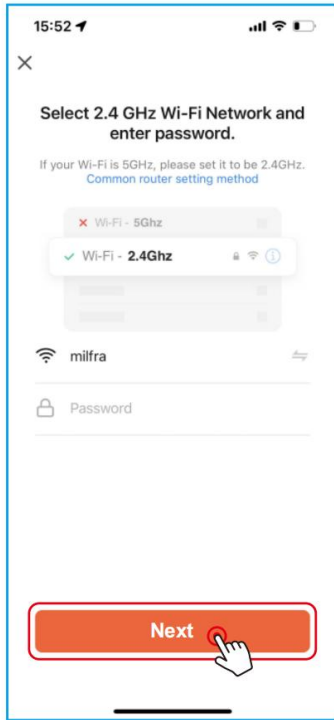 15:52
Select 2.4 GHz Wi-Fi Network and
enter password.
If your Wi-Fi is 5GHz, please set it to be 2.4GHz.
Common router setting method
Wi-Fi - 5Ghz
Wi-Fi - 2.4Ghz
milfra
Password
Next